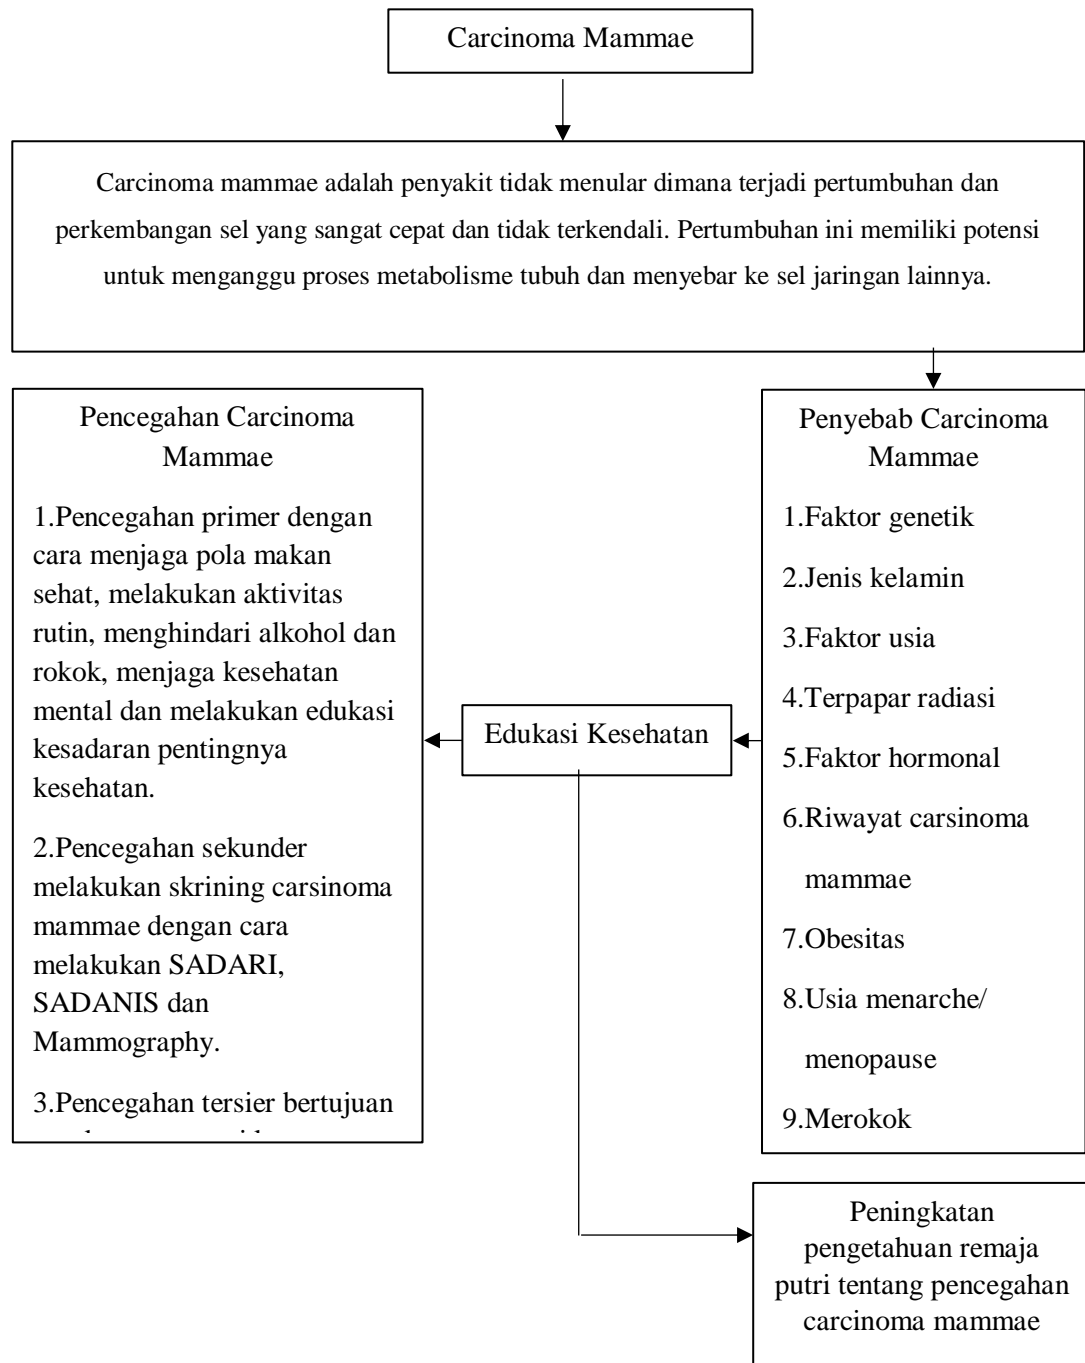 Carcinoma Mammae
Carcinoma mammae adalah penyakit tidak menular dimana terjadi pertumbuhan dan
perkembangan sel yang sangat cepat dan tidak terkendali. Pertumbuhan ini memiliki potensi
untuk menganggu proses metabolisme tubuh dan menyebar ke sel jaringan lainnya.
Pencegahan Carcinoma
Mammae
1.Pencegahan primer dengan
cara menjaga pola makan
sehat, melakukan aktivitas
rutin, menghindari alkohol dan
rokok, menjaga kesehatan
mental dan melakukan edukasi
kesadaran pentingnya
kesehatan.
2.Pencegahan sekunder
melakukan skrining carsinoma
mammae dengan cara
melakukan SADARI,
SADANIS dan
Mammography.
3.Pencegahan tersier bertujuan
Edukasi Kesehatan
Penyebab Carcinoma
Mammae
1.Faktor genetik
2.Jenis kelamin
3.Faktor usia
4.Terpapar radiasi
5.Faktor hormonal
6.Riwayat carsinoma
mammae
7.Obesitas
8.Usia menarche/
menopause
9.Merokok
Peningkatan
pengetahuan remaja
putri tentang pencegahan
carcinoma mammae